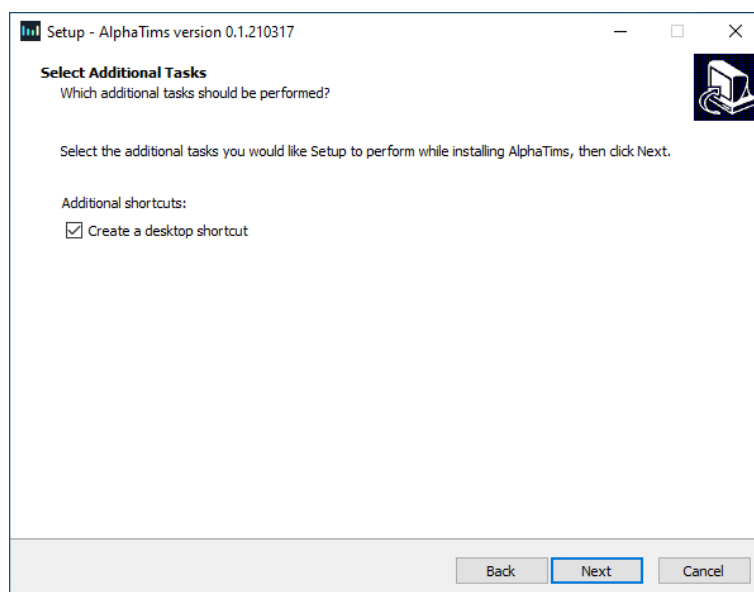 Setup - AlphaTims version 0.1.210317
Select Additional Tasks
Which additional tasks should be performed?
Select the additional tasks you would like Setup to perform while installing AlphaTims, then click Next.
Additional shortcuts:
Create a desktop shortcut
Back
Next
Cancel